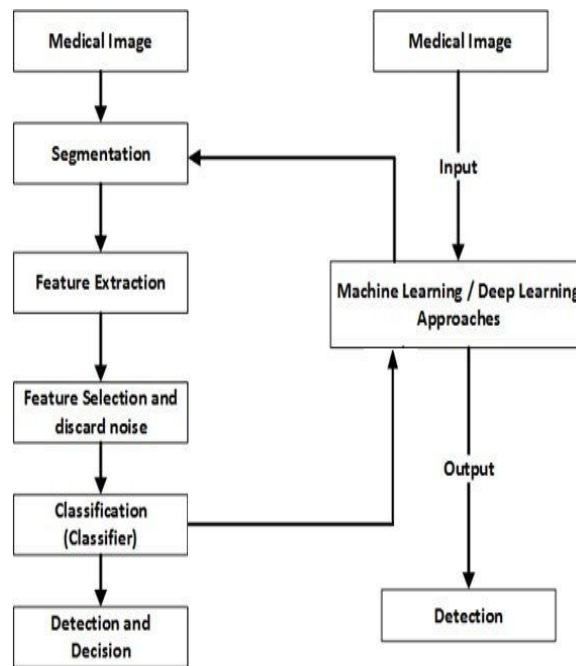 Medical Image
Segmentation
Feature Extraction
Feature Selection and
discard noise
Classification
(Classifier)
Detection and
Decision
Medical Image
Input
Machine Learning / Deep Learning
Approaches
Output
Detection